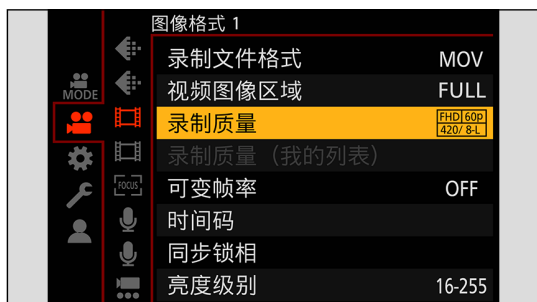 图像格式 1
MODE
录制文件格式 MOV
视频图像区域 FULL
录制质量 FHD 60p
420/ 8-L
录制质量（我的列表）
FOCUS
可变帧率 OFF
时间码
同步锁相
亮度级别 16-255